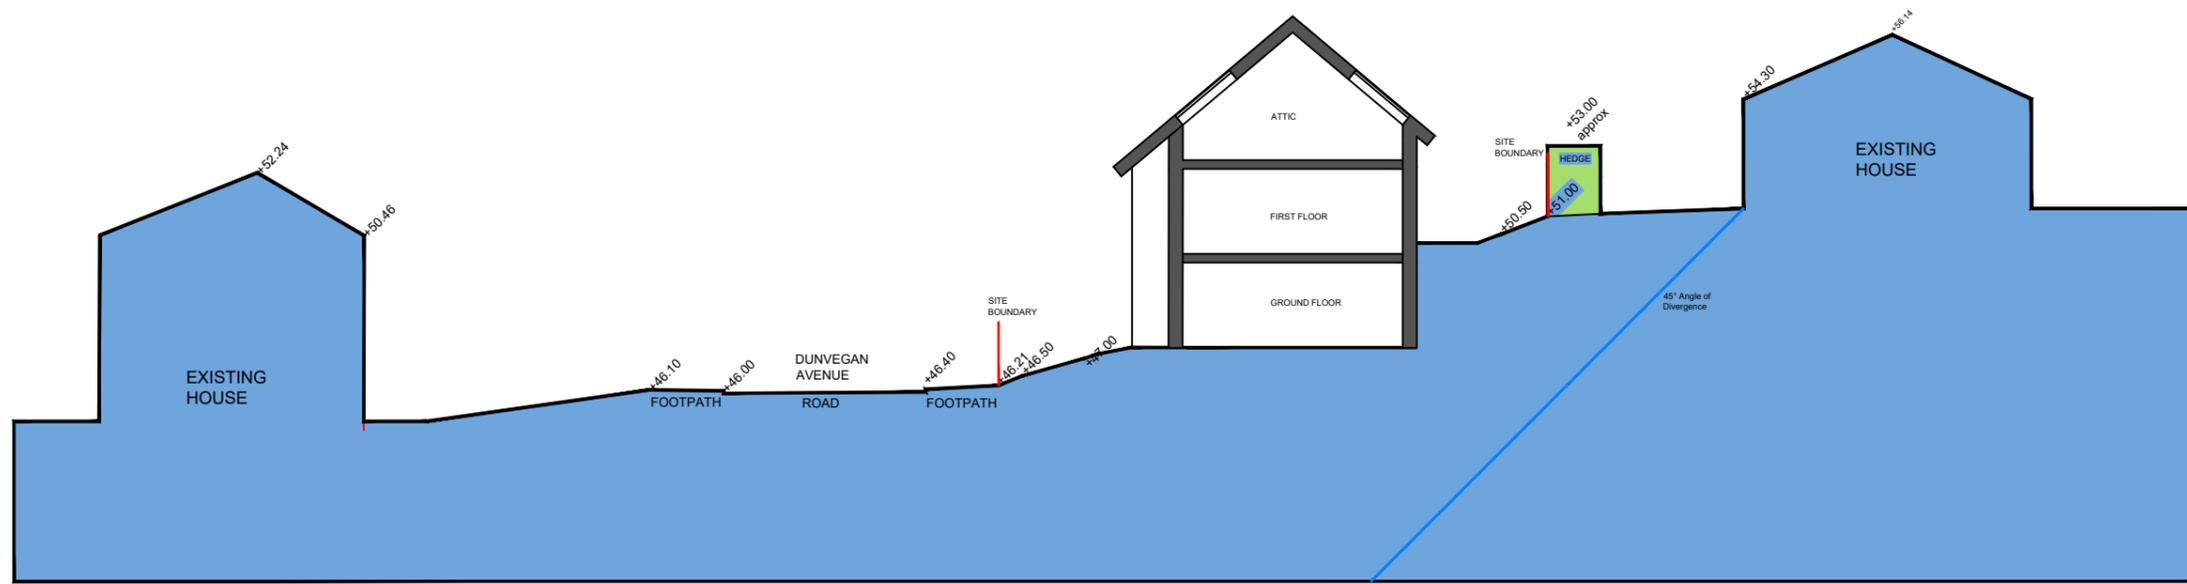 +52.24
+50.46
EXISTING
HOUSE
+46.10
FOOTPATH
+46.00
DUNVEGAN
AVENUE
ROAD
+46.40
FOOTPATH
SITE
BOUNDARY
+46.21
+46.50
+47.00
ATTIC
FIRST FLOOR
GROUND FLOOR
+50.50
SITE
BOUNDARY
+53.00
approx
HEDGE
+51.00
45° Angle of
Divergence
+54.30
+56.14
EXISTING
HOUSE